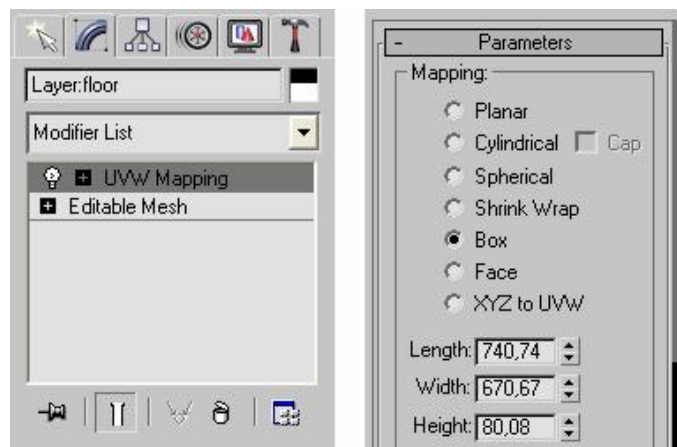 Layer:floor
Modifier List
UVW Mapping
Editable Mesh
Parameters
Mapping:
Planar
Cylindrical Cap
Spherical
Shrink Wrap
Box
Face
XYZ to UVW
Length: 740,74
Width: 670,67
Height: 80,08